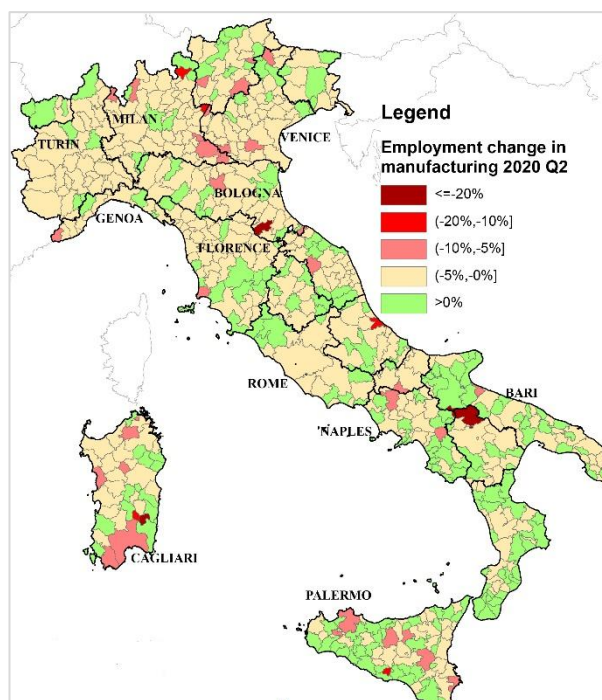 Legend
Employment change in
manufacturing 2020 Q2
<=-20%
(-20%,-10%]
(-10%,-5%]
(-5%,-0%]
>0%
MILAN
TURIN
VENICE
BOLOGNA
GENOA
FLORENCE
ROME
BARI
'NAPLES
CAGLIARI
PALERMO